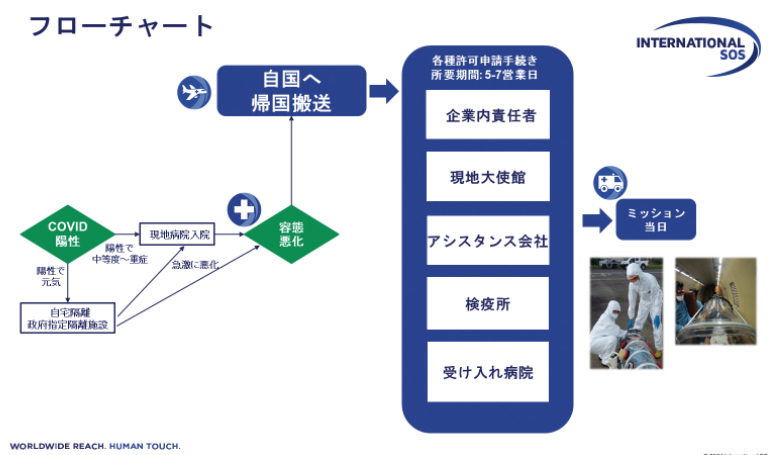 フローチャート
INTERNATIONAL
SOS
自国へ
帰国搬送
各種許可申請手続き
所要期間: 5-7営業日
企業内責任者
現地大使館
アシスタンス会社
検疫所
受け入れ病院
ミッション
当日
COVID
陽性
陽性で
中等度～重症
現地病院入院
容態
悪化
急激に悪化
陽性で
元気
自宅隔離
政府指定隔離施設
WORLDWIDE REACH. HUMAN TOUCH.